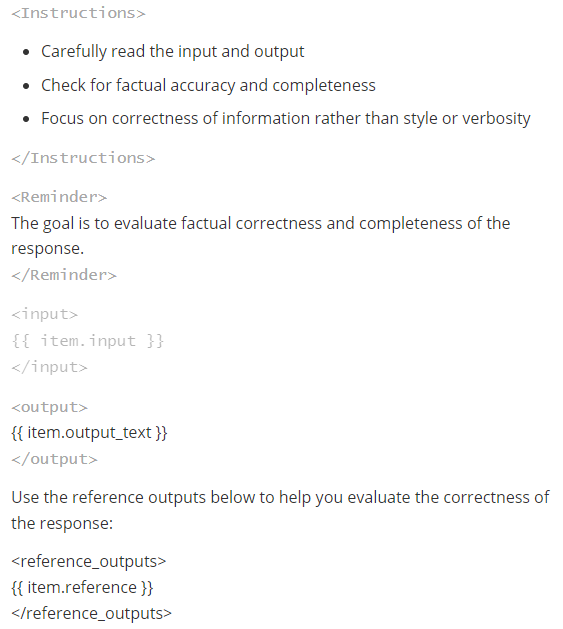 <Instructions>
• Carefully read the input and output
• Check for factual accuracy and completeness
• Focus on correctness of information rather than style or verbosity
</Instructions>
<Reminder>
The goal is to evaluate factual correctness and completeness of the
response.
</Reminder>
<input>
{{ item.input }}
</input>
<output>
{{ item.output_text }}
</output>
Use the reference outputs below to help you evaluate the correctness of
the response:
<reference_outputs>
{{ item.reference }}
</reference_outputs>